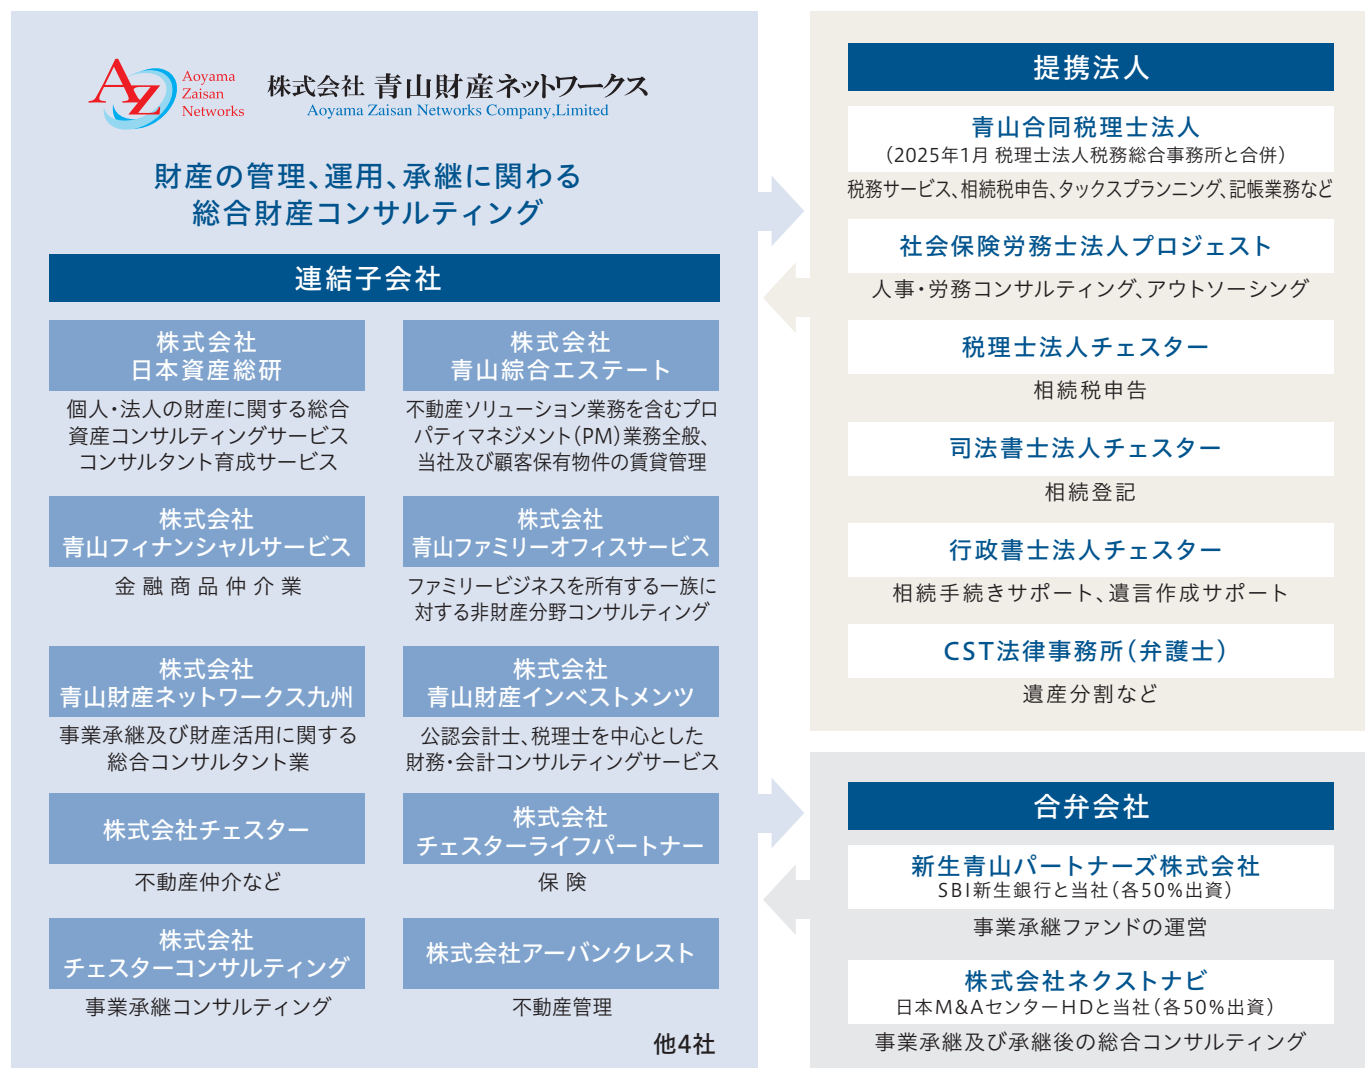 AZ
Aoyama
Zaisan
Networks
株式会社 青山財産ネットワークス
Aoyama Zaisan Networks Company,Limited
財産の管理、運用、承継に関わる
総合財産コンサルティング
連結子会社
株式会社
日本資産総研
個人・法人の財産に関する総合
資産コンサルティングサービス
コンサルタント育成サービス
株式会社
青山綜合エステート
不動産ソリューション業務を含むプロ
パティマネジメント(PM)業務全般、
当社及び顧客保有物件の賃貸管理
株式会社
青山フィナンシャルサービス
金融商品仲介業
株式会社
青山ファミリーオフィスサービス
ファミリービジネスを所有する一族に
対する非財産分野コンサルティング
株式会社
青山財産ネットワークス九州
事業承継及び財産活用に関する
総合コンサルタント業
株式会社
青山財産インベストメンツ
公認会計士、税理士を中心とした
財務・会計コンサルティングサービス
株式会社チェスター
不動産仲介など
株式会社
チェスターライフパートナー
保険
株式会社
チェスターコンサルティング
事業承継コンサルティング
株式会社アーバンクレスト
不動産管理
他4社
提携法人
青山合同税理士法人
(2025年1月 税理士法人税務総合事務所と合併)
税務サービス、相続税申告、タックスプランニング、記帳業務など
社会保険労務士法人プロジェスト
人事・労務コンサルティング、アウトソーシング
税理士法人チェスター
相続税申告
司法書士法人チェスター
相続登記
行政書士法人チェスター
相続手続きサポート、遺言作成サポート
CST法律事務所(弁護士)
遺産分割など
合弁会社
新生青山パートナーズ株式会社
SBI新生銀行と当社(各50%出資)
事業承継ファンドの運営
株式会社ネクストナビ
日本M&AセンターHDと当社(各50%出資)
事業承継及び承継後の総合コンサルティング